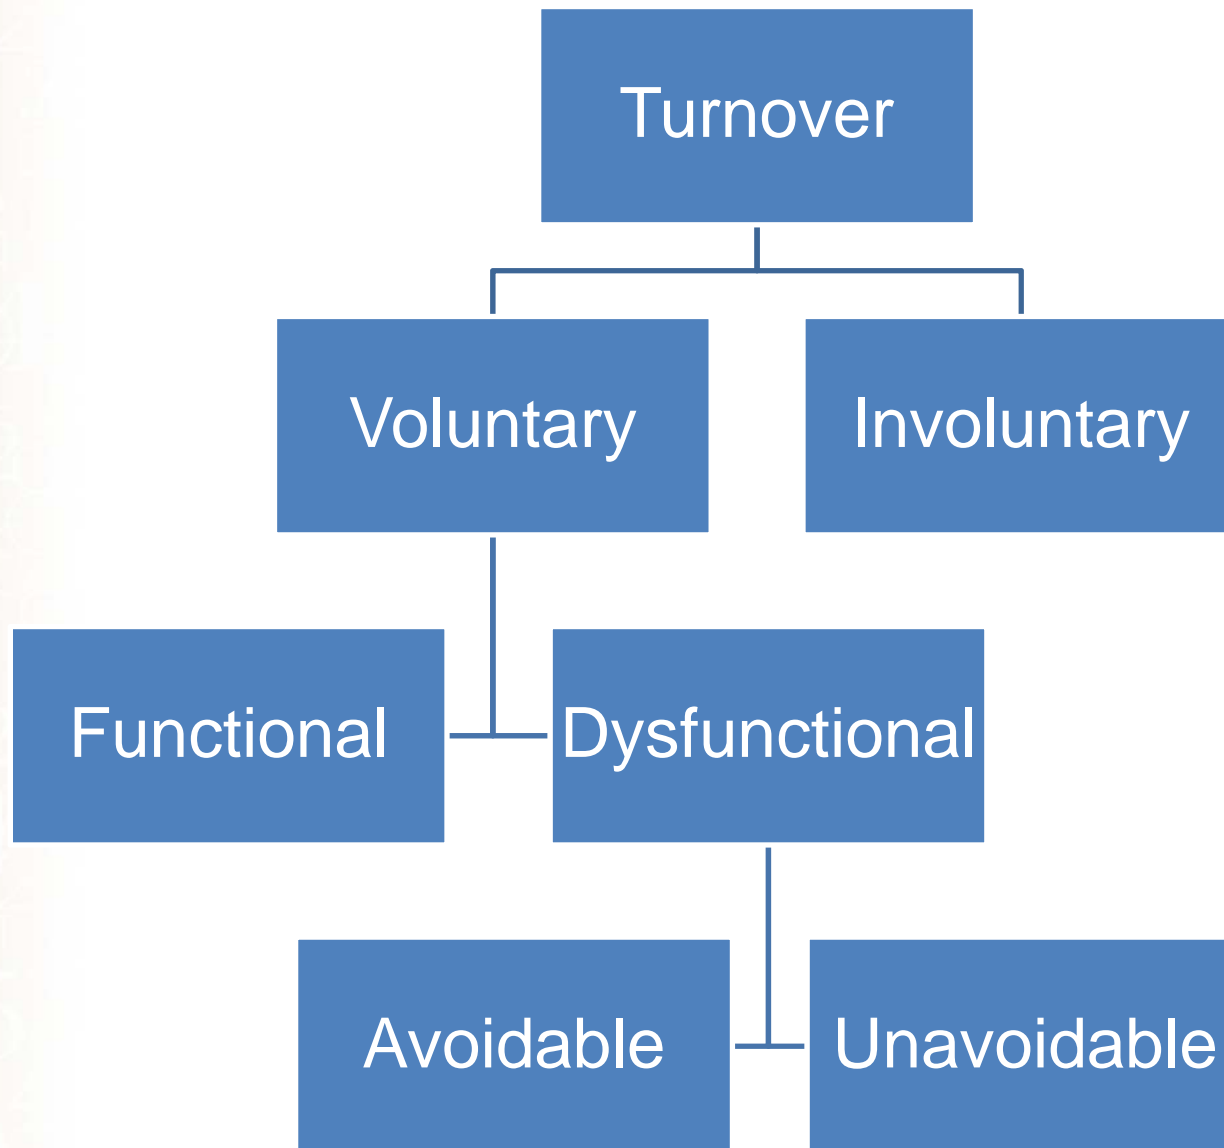 Turnover
Voluntary
Involuntary
Functional
Dysfunctional
Avoidable
Unavoidable